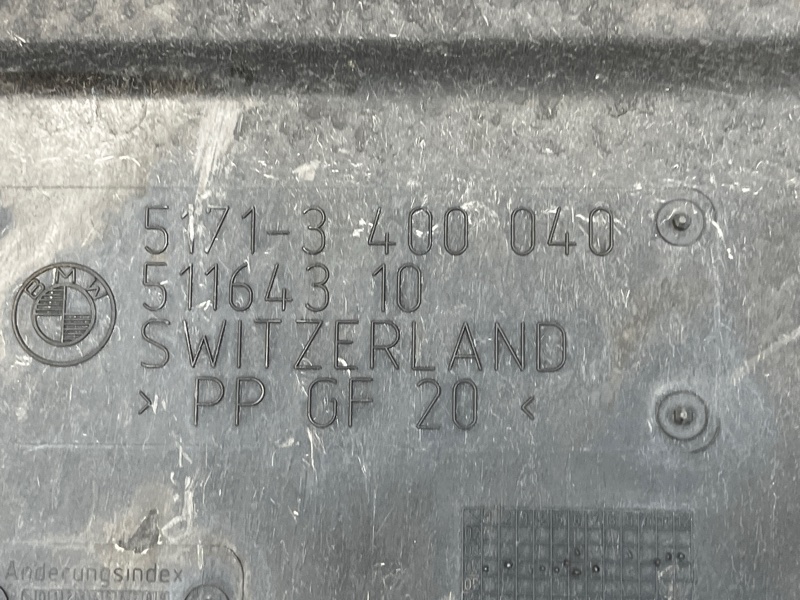 5171-3 400 040
511643 10
BMW
SWITZERLAND
> PP GF 20 <
Änderungsindex